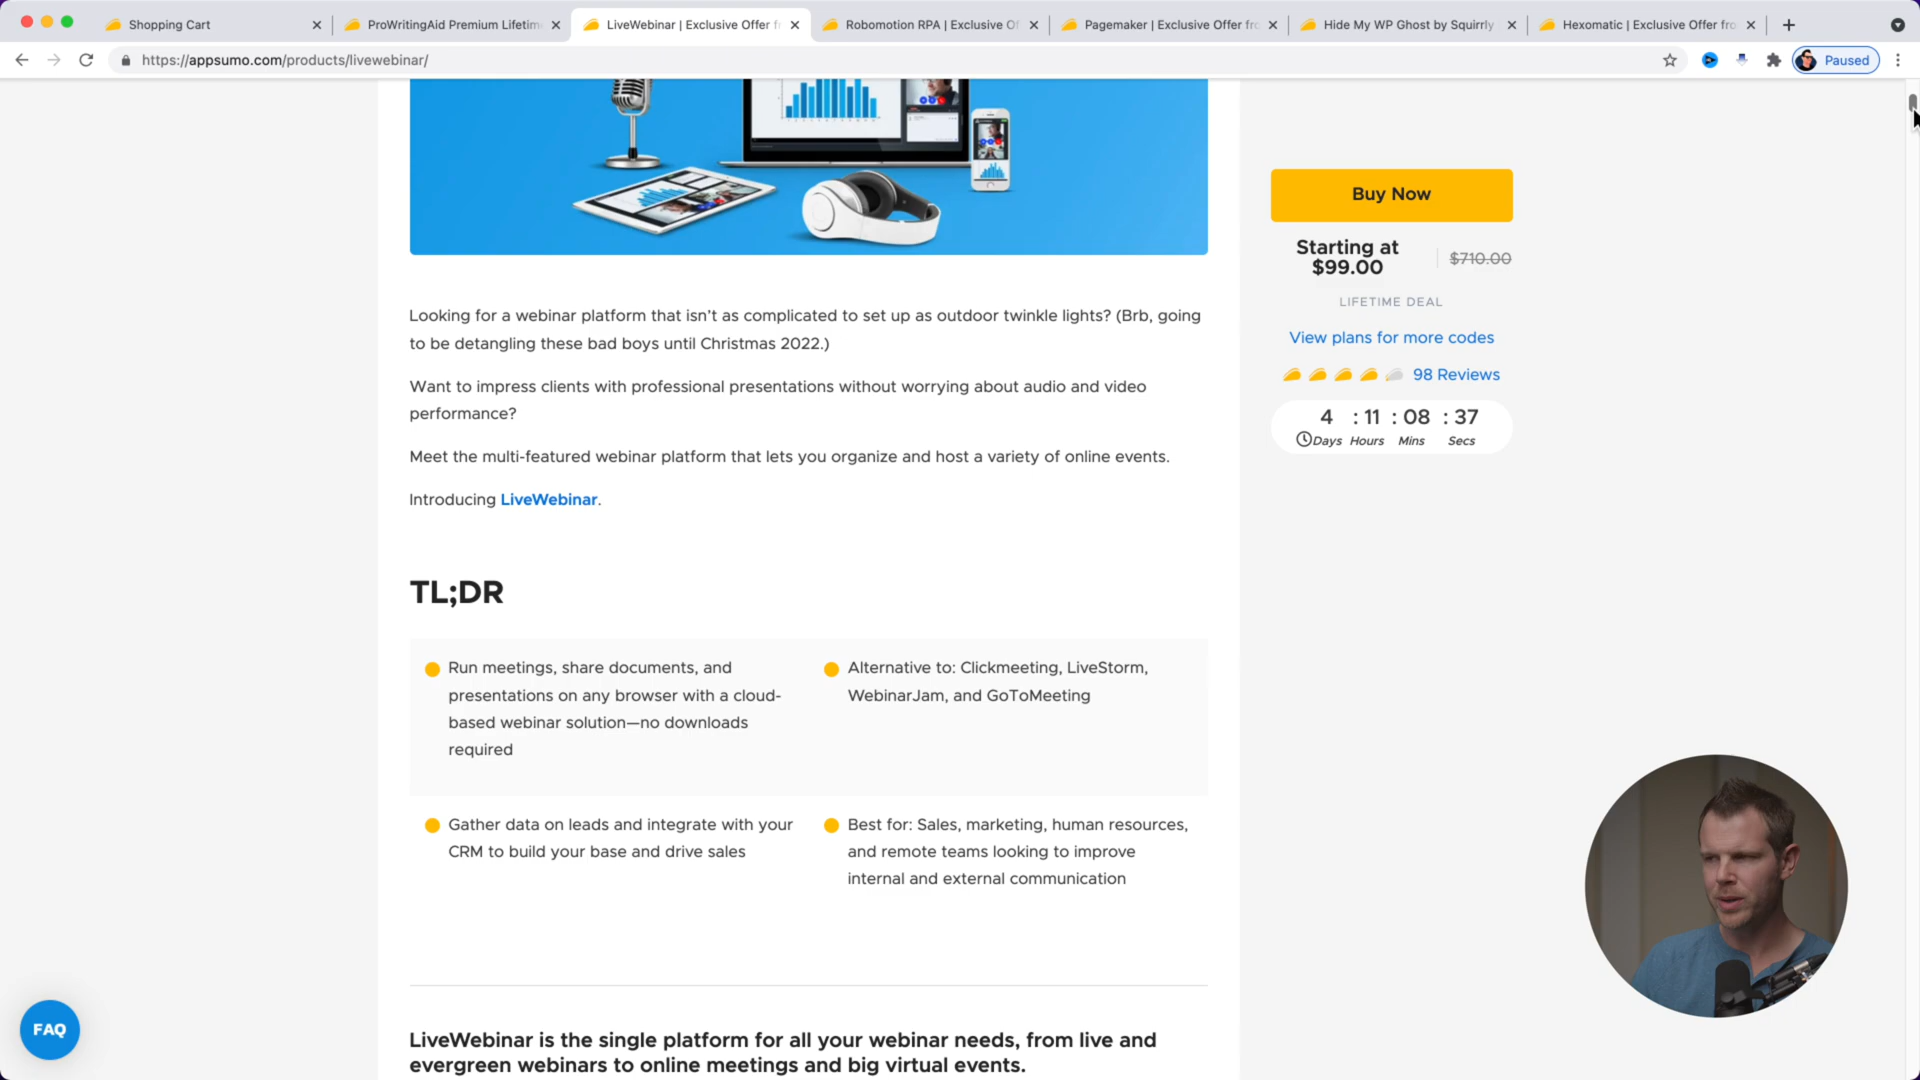 Shopping Cart
ProWritingAid Premium Lifetim
LiveWebinar | Exclusive Offer f
Robomotion RPA | Exclusive O
Pagemaker | Exclusive Offer fr
Hide My WP Ghost by Squirrly
Hexomatic | Exclusive Offer fro
https://appsumo.com/products/livewebinar/
Paused
Looking for a webinar platform that isn't as complicated to set up as outdoor twinkle lights? (Brb, going
to be detangling these bad boys until Christmas 2022.)
Want to impress clients with professional presentations without worrying about audio and video
performance?
Meet the multi-featured webinar platform that lets you organize and host a variety of online events.
Introducing LiveWebinar.
TL;DR
Run meetings, share documents, and
presentations on any browser with a cloud-
based webinar solution—no downloads
required
Alternative to: Clickmeeting, LiveStorm,
WebinarJam, and GoToMeeting
Gather data on leads and integrate with your
CRM to build your base and drive sales
Best for: Sales, marketing, human resources,
and remote teams looking to improve
internal and external communication
LiveWebinar is the single platform for all your webinar needs, from live and
evergreen webinars to online meetings and big virtual events.
Buy Now
Starting at
$99.00
$710.00
LIFETIME DEAL
View plans for more codes
98 Reviews
4 : 11 : 08 : 37
Days Hours Mins Secs
FAQ